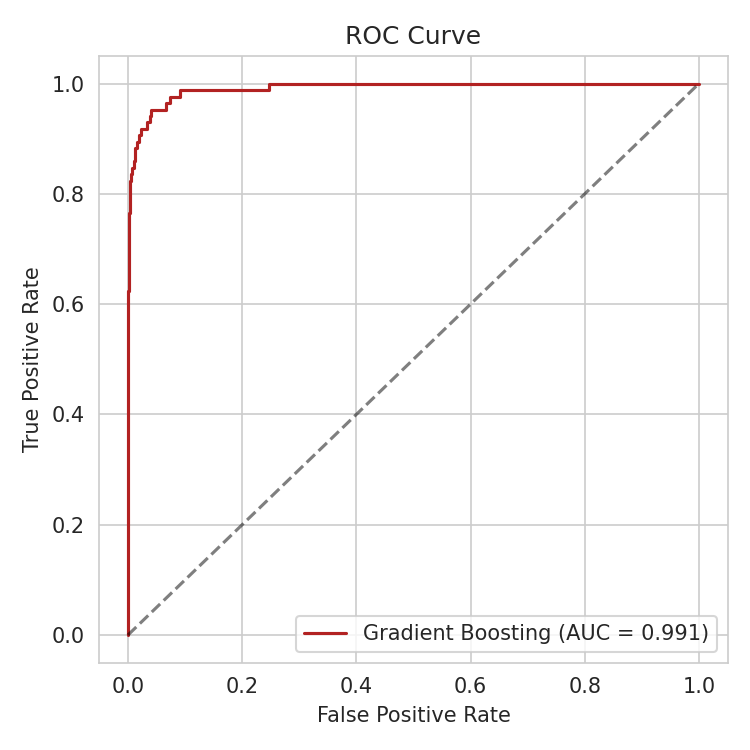 ROC Curve
True Positive Rate
1.0
0.8
0.6
0.4
0.2
0.0
Gradient Boosting (AUC = 0.991)
0.0 0.2 0.4 0.6 0.8 1.0
False Positive Rate